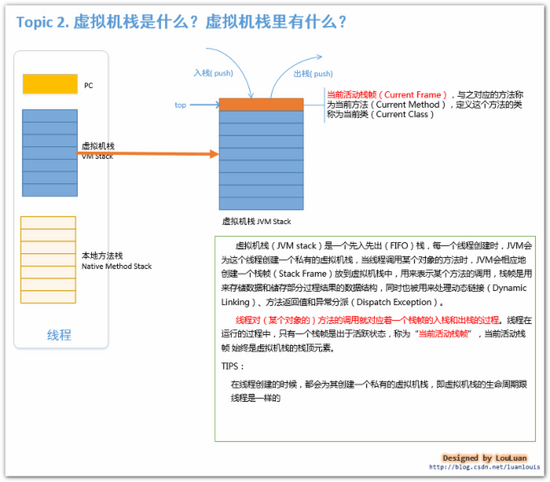 Topic 2. 虚拟机栈是什么？虚拟机栈里有什么？
PC
虚拟机栈
VM Stack
本地方法栈
Native Method Stack
线程
入栈( push)
出栈( push)
top
当前活动栈帧（Current Frame），与之对应的方法称
为当前方法（Current Method），定义这个方法的类
称为当前类（Current Class）
虚拟机栈 JVM Stack
虚拟机栈（JVM stack）是一个先入先出（FIFO）栈，每一个线程创建时，JVM会
为这个线程创建一个私有的虚拟机栈，当线程调用某个对象的方法时，JVM会相应地
创建一个栈帧（Stack Frame）放到虚拟机栈中，用来表示某个方法的调用，栈帧是用
来存储数据和储存部分过程结果的数据结构，同时也被用来处理动态链接（Dynamic
Linking）、方法返回值和异常分派（Dispatch Exception）。
线程对（某个对象的）方法的调用就对应着一个栈帧的入栈和出栈的过程。线程在
运行的过程中，只有一个栈帧是出于活跃状态，称为“当前活动栈帧”，当前活动栈
帧 始终是虚拟机栈的栈顶元素。
TIPS：
在线程创建的时候，都会为其创建一个私有的虚拟机栈，即虚拟机栈的生命周期跟
线程是一样的
Designed by LouLuan
http://blog.csdn.net/luanlouis